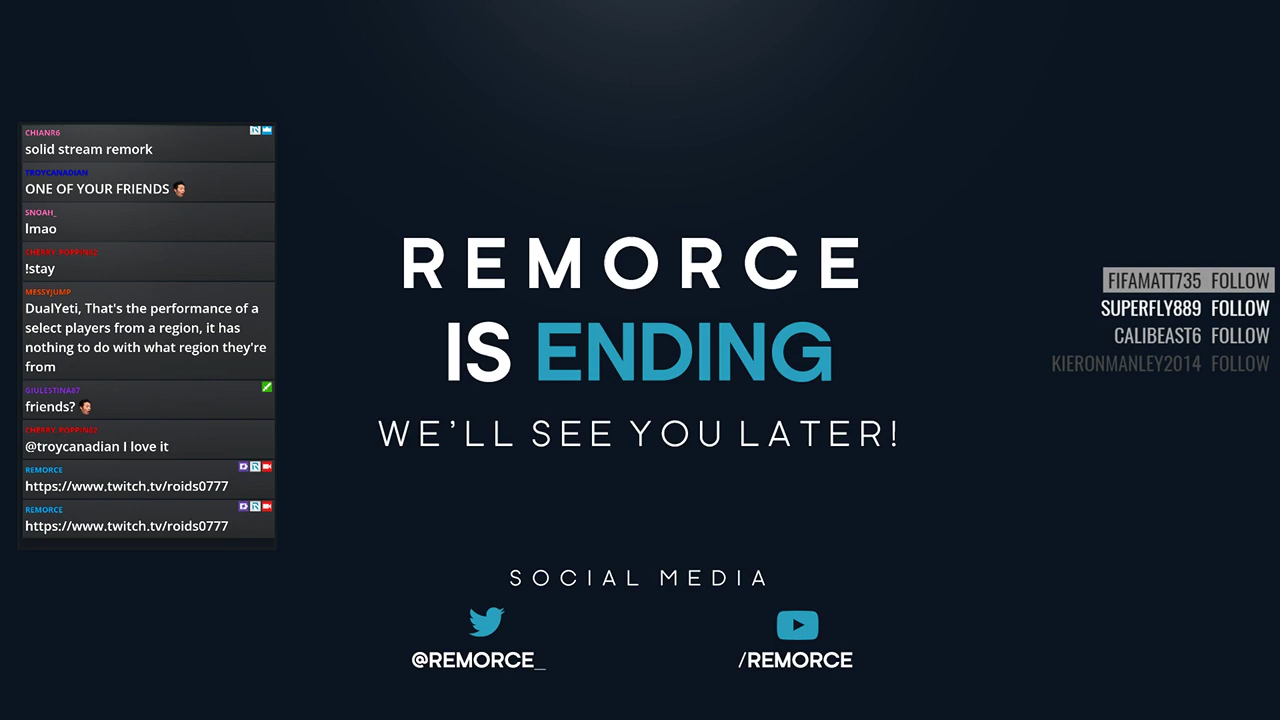 CHIANR6
solid stream remork
TROYCANADIAN
ONE OF YOUR FRIENDS
SNOAH_
lmao
CHERRY_POPPIN62
!stay
MESSYJUMP
DualYeti, That's the performance of a
select players from a region, it has
nothing to do with what region they're
from
GIULESTINA87
friends?
CHERRY_POPPIN62
@troycanadian I love it
REMORCE
https://www.twitch.tv/roids0777
REMORCE
https://www.twitch.tv/roids0777
REMORCE
IS ENDING
WE'LL SEE YOU LATER!
SOCIAL MEDIA
@REMORCE_
/REMORCE
FIFAMATT735 FOLLOW
SUPERFLY889 FOLLOW
CALIBEAST6 FOLLOW
KIERONMANLEY2014 FOLLOW